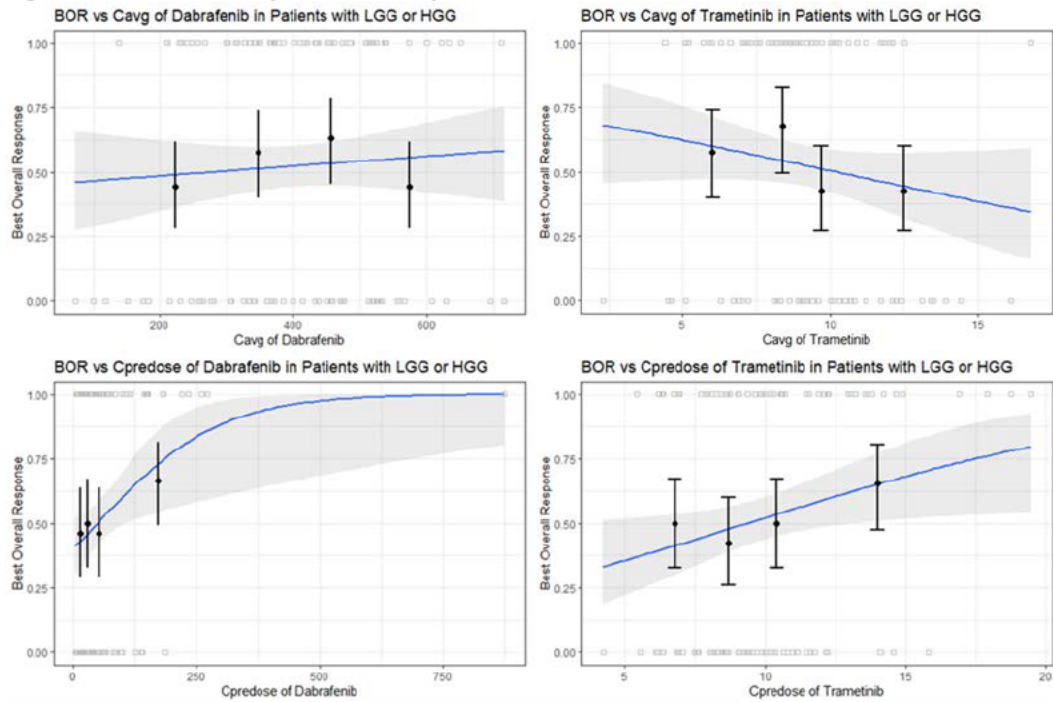 BOR vs Cavg of Dabrafenib in Patients with LGG or HGG
Best Overall Response
1.00
0.75
0.50
0.25
0.00
200
400
600
Cavg of Dabrafenib
BOR vs Cavg of Trametinib in Patients with LGG or HGG
Best Overall Response
1.00
0.75
0.50
0.25
0.00
5
10
15
Cavg of Trametinib
BOR vs Cpredose of Dabrafenib in Patients with LGG or HGG
Best Overall Response
1.00
0.75
0.50
0.25
0.00
0
250
500
750
Cpredose of Dabrafenib
BOR vs Cpredose of Trametinib in Patients with LGG or HGG
Best Overall Response
1.00
0.75
0.50
0.25
0.00
5
10
15
20
Cpredose of Trametinib